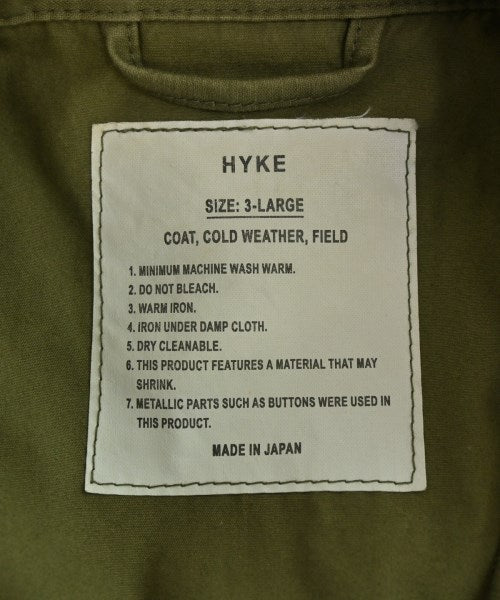 HYKE
SIZE: 3-LARGE
COAT, COLD WEATHER, FIELD
1. MINIMUM MACHINE WASH WARM.
2. DO NOT BLEACH.
3. WARM IRON.
4. IRON UNDER DAMP CLOTH.
5. DRY CLEANABLE.
6. THIS PRODUCT FEATURES A MATERIAL THAT MAY
SHRINK.
7. METALLIC PARTS SUCH AS BUTTONS WERE USED IN
THIS PRODUCT.
MADE IN JAPAN